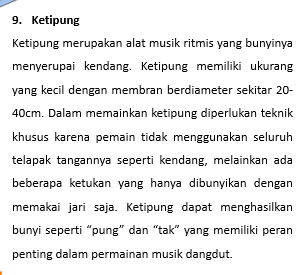 9. Ketipung
Ketipung merupakan alat musik ritmis yang bunyinya
menyerupai kendang. Ketipung memiliki ukurang
yang kecil dengan membran berdiameter sekitar 20-
40cm. Dalam memainkan ketipung diperlukan teknik
khusus karena pemain tidak menggunakan seluruh
telapak tangannya seperti kendang, melainkan ada
beberapa ketukan yang hanya dibunyikan dengan
memakai jari saja. Ketipung dapat menghasilkan
bunyi seperti “pung” dan “tak” yang memiliki peran
penting dalam permainan musik dangdut.